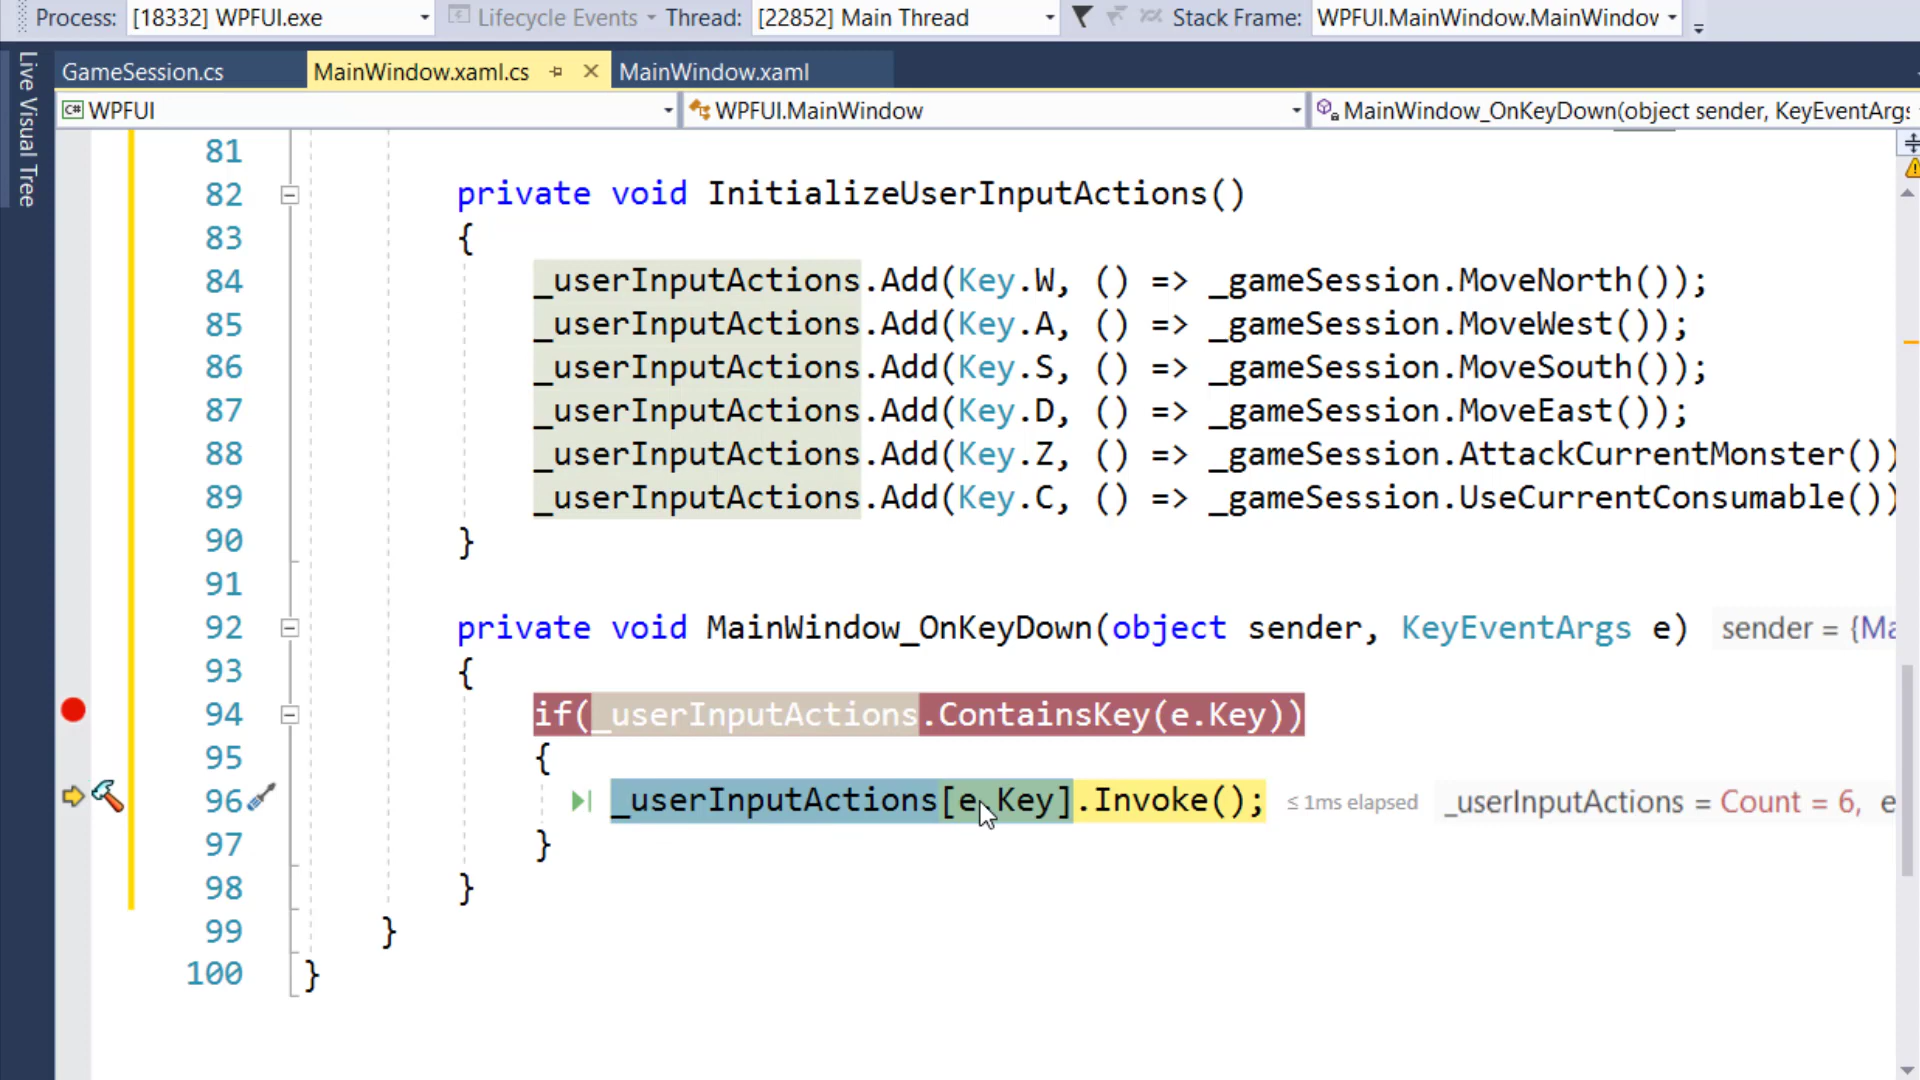 Process: [18332] WPFUI.exe Lifecycle Events Thread: [22852] Main Thread Stack Frame: WPFUI.MainWindow.MainWindov
Live Visual Tree
GameSession.cs MainWindow.xaml.cs MainWindow.xaml
C# WPFUI WPFUI.MainWindow MainWindow_OnKeyDown(object sender, KeyEventArgs
81
82 private void InitializeUserInputActions()
83 {
84 _userInputActions.Add(Key.W, () => _gameSession.MoveNorth());
85 _userInputActions.Add(Key.A, () => _gameSession.MoveWest());
86 _userInputActions.Add(Key.S, () => _gameSession.MoveSouth());
87 _userInputActions.Add(Key.D, () => _gameSession.MoveEast());
88 _userInputActions.Add(Key.Z, () => _gameSession.AttackCurrentMonster())
89 _userInputActions.Add(Key.C, () => _gameSession.UseCurrentConsumable())
90 }
91
92 private void MainWindow_OnKeyDown(object sender, KeyEventArgs e) sender = {Ma
93 {
94 if(_userInputActions.ContainsKey(e.Key))
95 {
96 _userInputActions[e.Key].Invoke(); ≤ 1ms elapsed _userInputActions = Count = 6, e
97 }
98 }
99 }
100 }